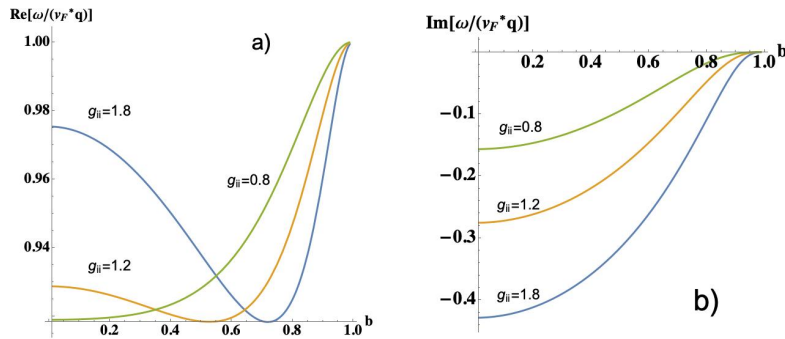 Re[ω/(v_F*q)]
a)
1.00
0.98
0.96
0.94
g_ii=1.8
g_ii=0.8
g_ii=1.2
0.2 0.4 0.6 0.8 1.0
b
Im[ω/(v_F*q)]
b
0.2 0.4 0.6 0.8 1.0
-0.1
-0.2
-0.3
-0.4
g_ii=0.8
g_ii=1.2
g_ii=1.8
b)